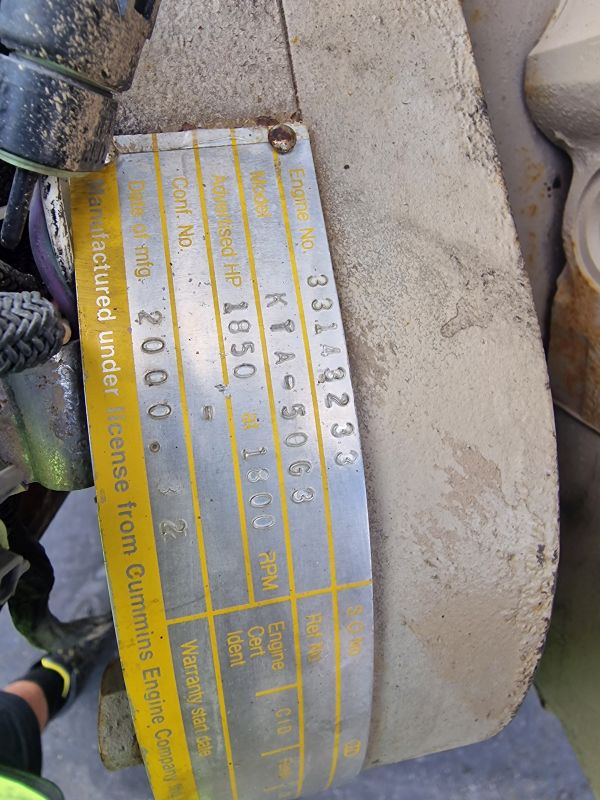 Engine No. 33143233 S O No.
Model KTA-50G3 Ref No.
Advertised HP 1850 at 1800 RPM Engine Cert Ident C10
Conf. No. - Warranty start date
Date of mfg. 2000.
Manufactured under license from Cummins Engine Company